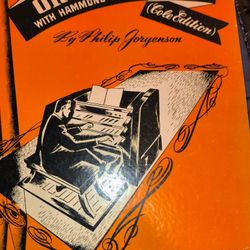 WITH HAMMOND
(Cole Edition)
By Philip Jorgenson